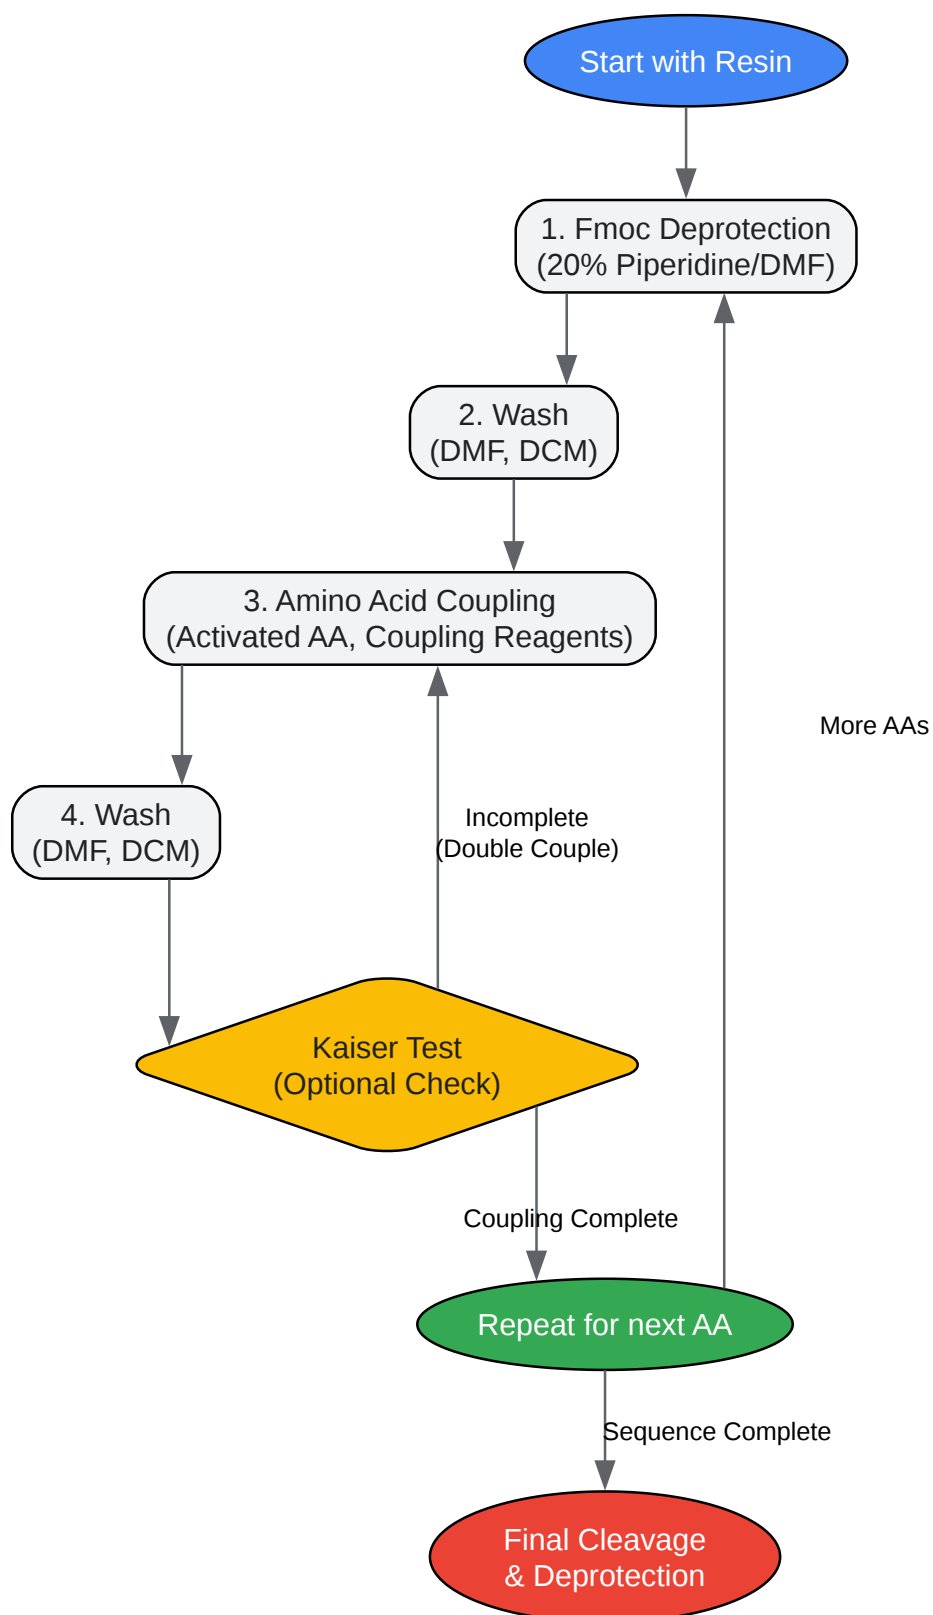 Start with Resin
1. Fmoc Deprotection
(20% Piperidine/DMF)
2. Wash
(DMF, DCM)
3. Amino Acid Coupling
(Activated AA, Coupling Reagents)
More AAs
4. Wash
(DMF, DCM)
Incomplete
(Double Couple)
Kaiser Test
(Optional Check)
Coupling Complete
Repeat for next AA
Sequence Complete
Final Cleavage
& Deprotection